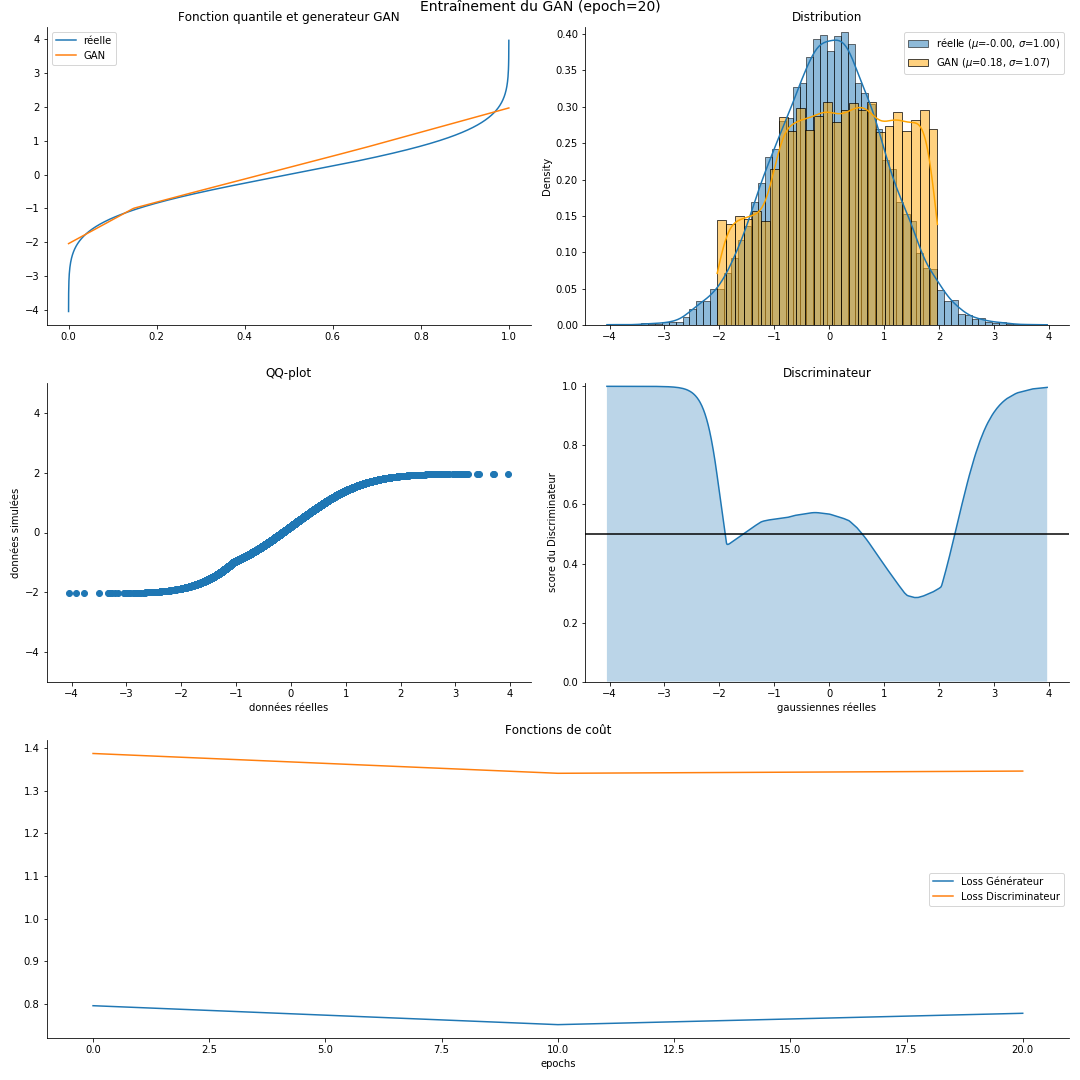 Entraînement du GAN (epoch=20)
Fonction quantile et generateur GAN
réelle
GAN
4
3
2
1
0
−1
−2
−3
−4
0.0 0.2 0.4 0.6 0.8 1.0
Distribution
réelle (μ=-0.00, σ=1.00)
GAN (μ=0.18, σ=1.07)
Density
0.40
0.35
0.30
0.25
0.20
0.15
0.10
0.05
0.00
−4 −3 −2 −1 0 1 2 3 4
QQ-plot
données simulées
4
2
0
−2
−4
−4 −3 −2 −1 0 1 2 3 4
données réelles
Discriminateur
score du Discriminateur
1.0
0.8
0.6
0.4
0.2
0.0
−4 −3 −2 −1 0 1 2 3 4
gaussiennes réelles
Fonctions de coût
1.4
1.3
1.2
1.1
1.0
0.9
0.8
Loss Générateur
Loss Discriminateur
0.0 2.5 5.0 7.5 10.0 12.5 15.0 17.5 20.0
epochs